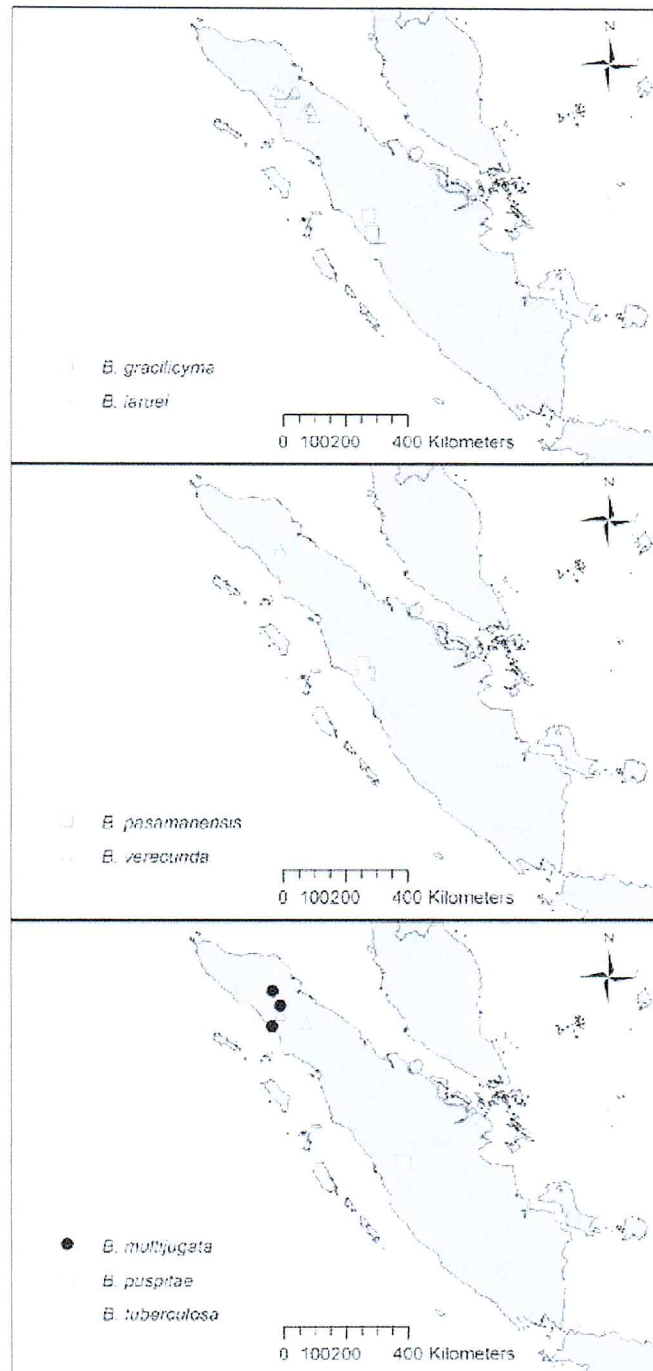 N
B. gracilicyma
B. laruei
0 100200 400 Kilometers
N
B. pasamanensis
B. verecunda
0 100200 400 Kilometers
N
B. multijugata
B. puspitae
B. tuberculosa
0 100200 400 Kilometers